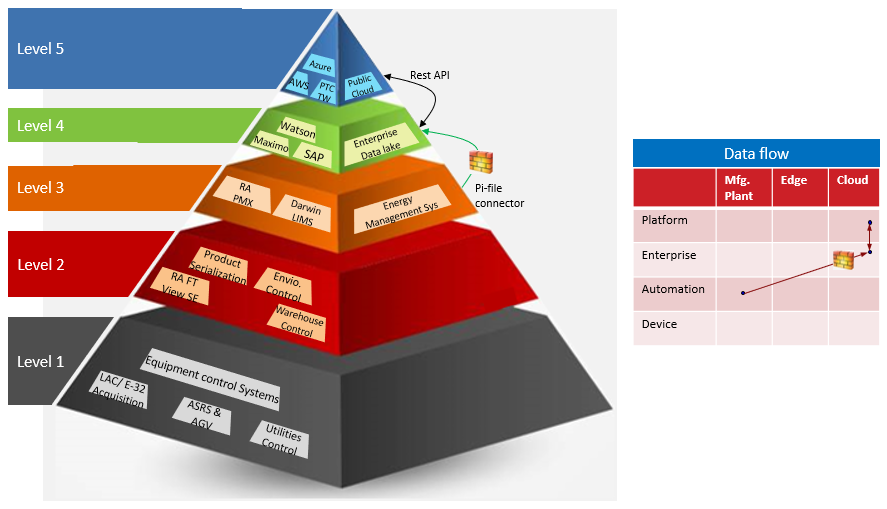 Level 5
Azure
AWS
PTC
TW
Public
Cloud
Rest API
Level 4
Watson
Maximo
SAP
Enterprise
Data lake
Level 3
RA
PMX
Darwin
LIMS
Energy
Management Sys
Pi-file
connector
Level 2
Product
Serialization
RA FT
View SE
Envio.
Control
Warehouse
Control
Level 1
Equipment control Systems
LAC/ E-32
Acquisition
ASRS &
AGV
Utilities
Control
Data flow
Mfg.
Plant
Edge
Cloud
Platform
Enterprise
Automation
Device